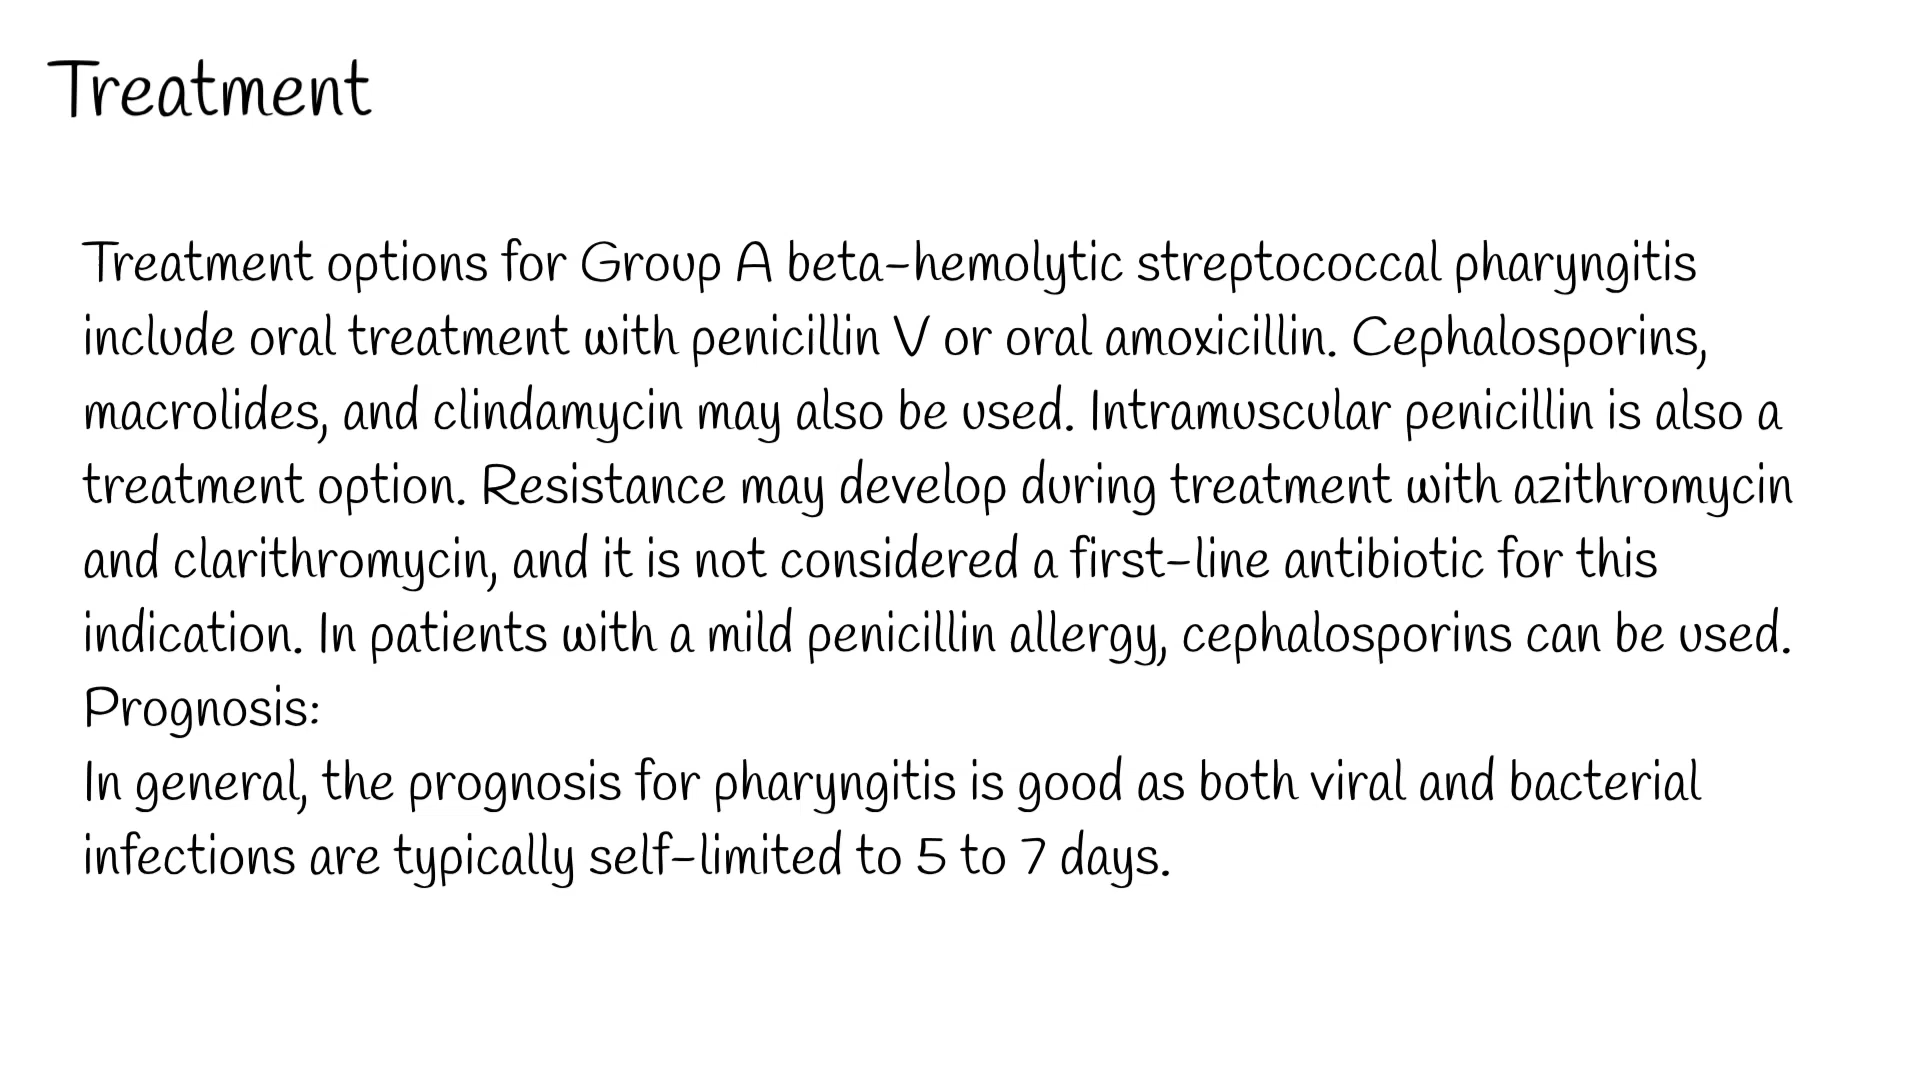 Treatment
Treatment options for Group A beta-hemolytic streptococcal pharyngitis
include oral treatment with penicillin V or oral amoxicillin. Cephalosporins,
macrolides, and clindamycin may also be used. Intramuscular penicillin is also a
treatment option. Resistance may develop during treatment with azithromycin
and clarithromycin, and it is not considered a first-line antibiotic for this
indication. In patients with a mild penicillin allergy, cephalosporins can be used.
Prognosis:
In general, the prognosis for pharyngitis is good as both viral and bacterial
infections are typically self-limited to 5 to 7 days.